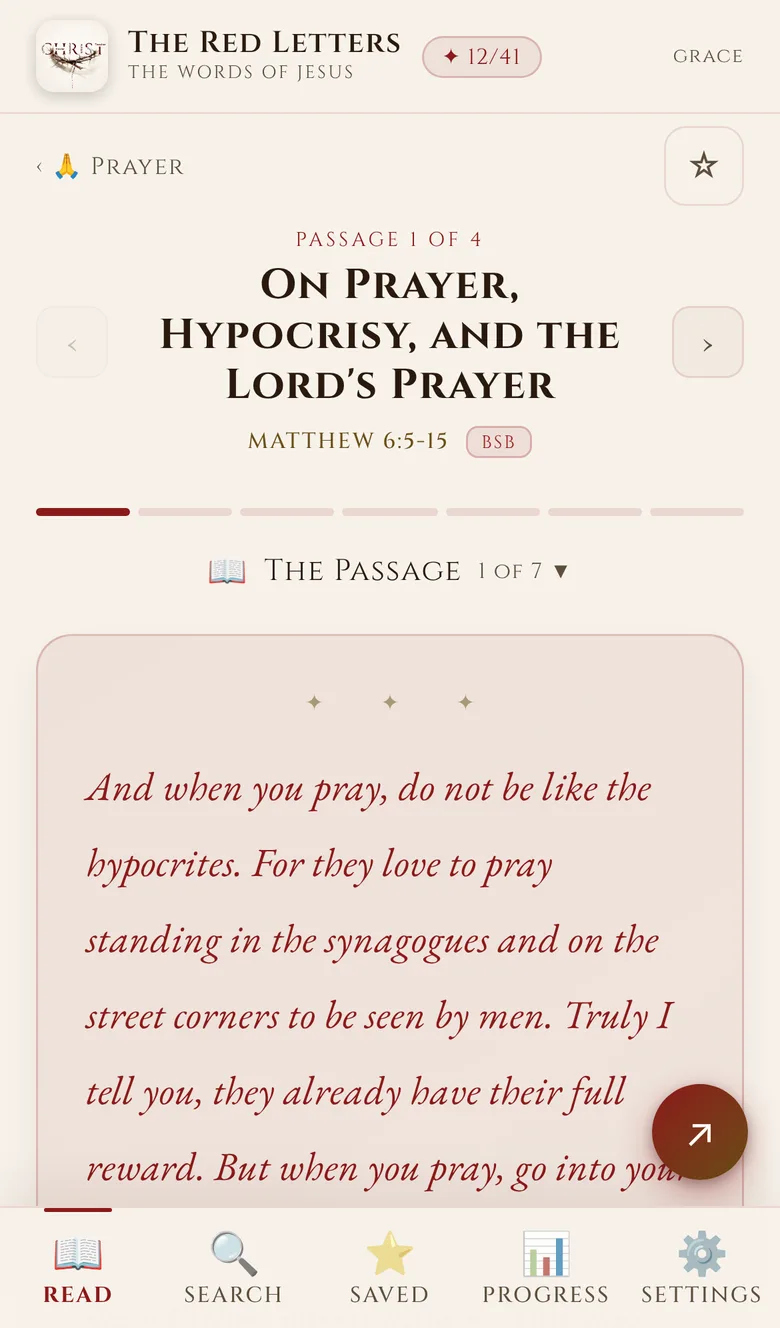 CHRIST
The Red Letters
The Words of Jesus
✦ 12/41
Grace
‹ 🙏 Prayer
☆
Passage 1 of 4
On Prayer,
Hypocrisy, and the
Lord's Prayer
‹
›
Matthew 6:5-15 BSB
📖 The Passage 1 of 7 ▼
✦ ✦ ✦
And when you pray, do not be like the
hypocrites. For they love to pray
standing in the synagogues and on the
street corners to be seen by men. Truly I
tell you, they already have their full
reward. But when you pray, go into your
READ
SEARCH
SAVED
PROGRESS
SETTINGS